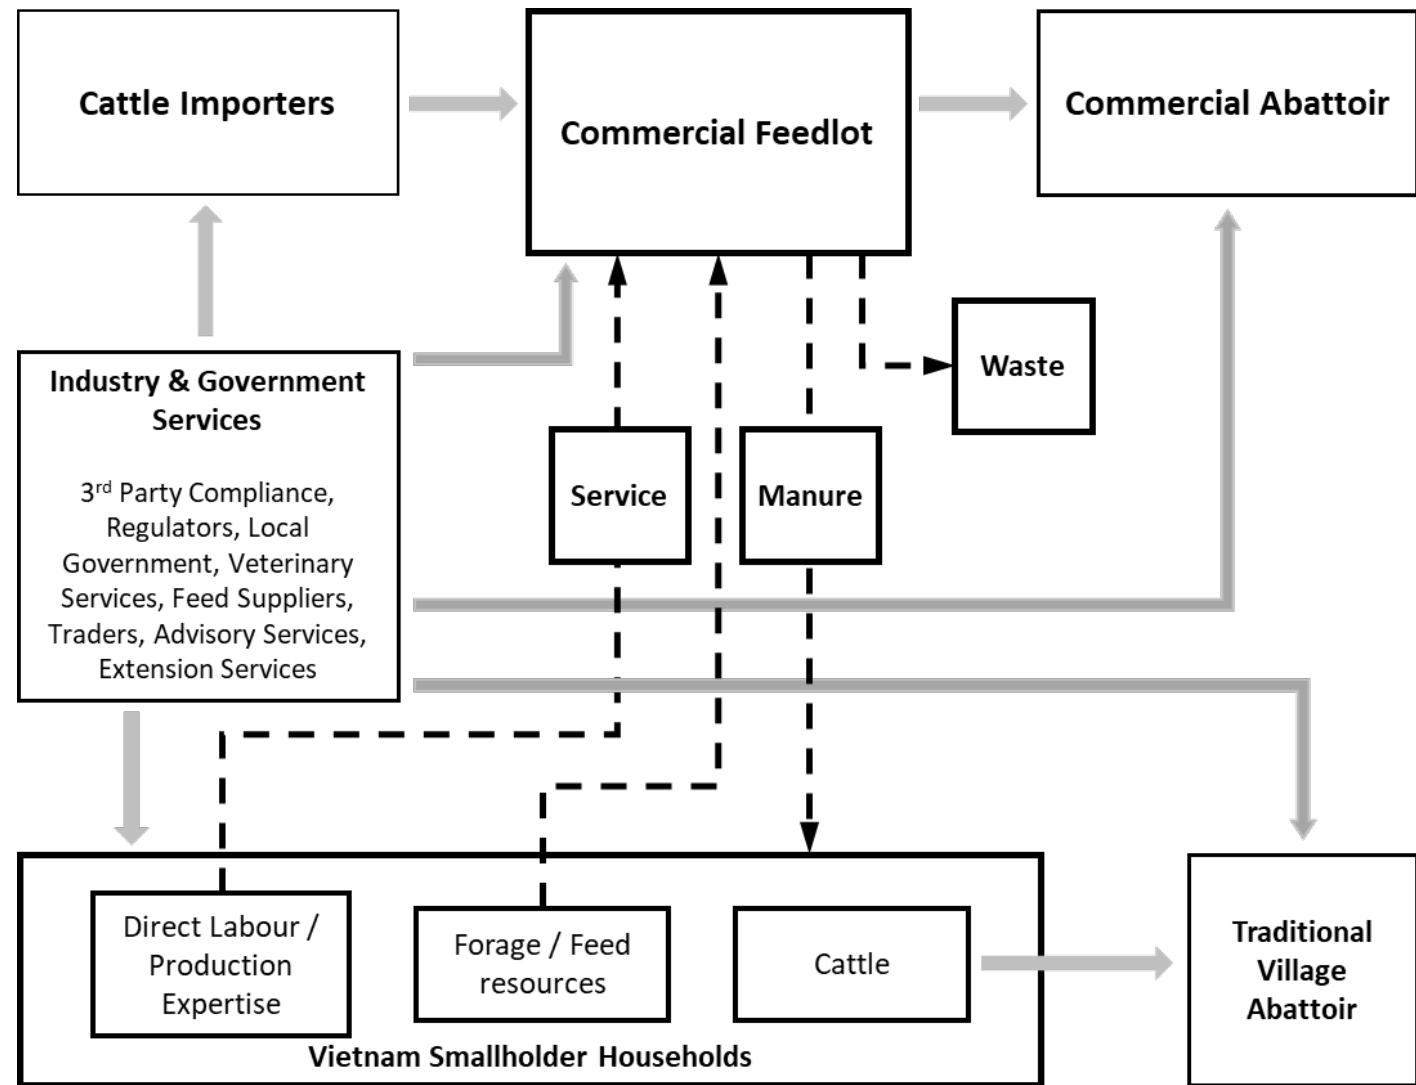 Cattle Importers
Commercial Feedlot
Commercial Abattoir
Industry & Government
Services
3rd Party Compliance,
Regulators, Local
Government, Veterinary
Services, Feed Suppliers,
Traders, Advisory Services,
Extension Services
Waste
Service
Manure
Direct Labour /
Production
Expertise
Forage / Feed
resources
Cattle
Vietnam Smallholder Households
Traditional
Village
Abattoir